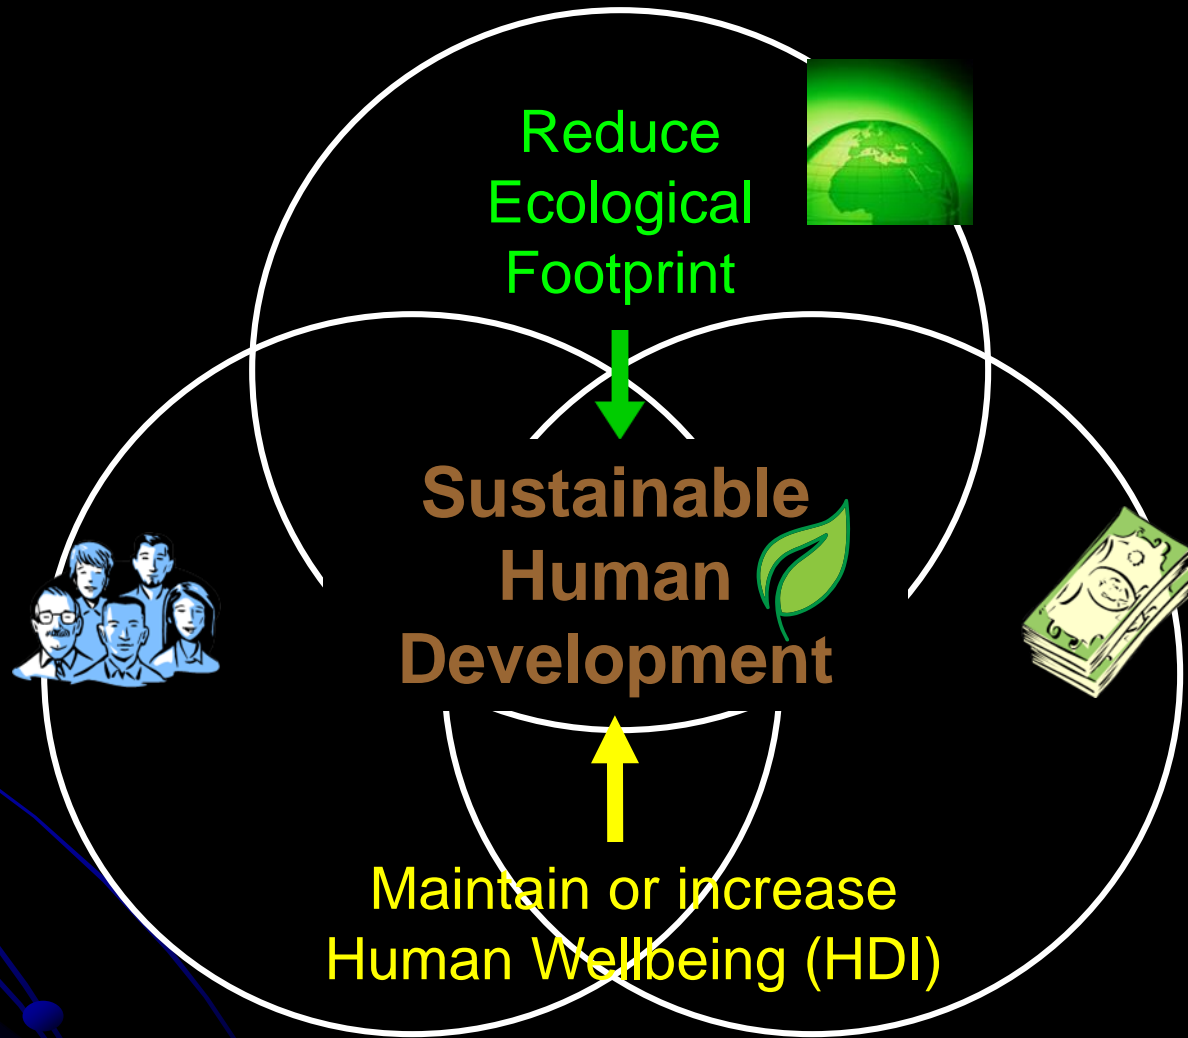 Reduce
Ecological
Footprint
Sustainable
Human
Development
Maintain or increase
Human Wellbeing (HDI)